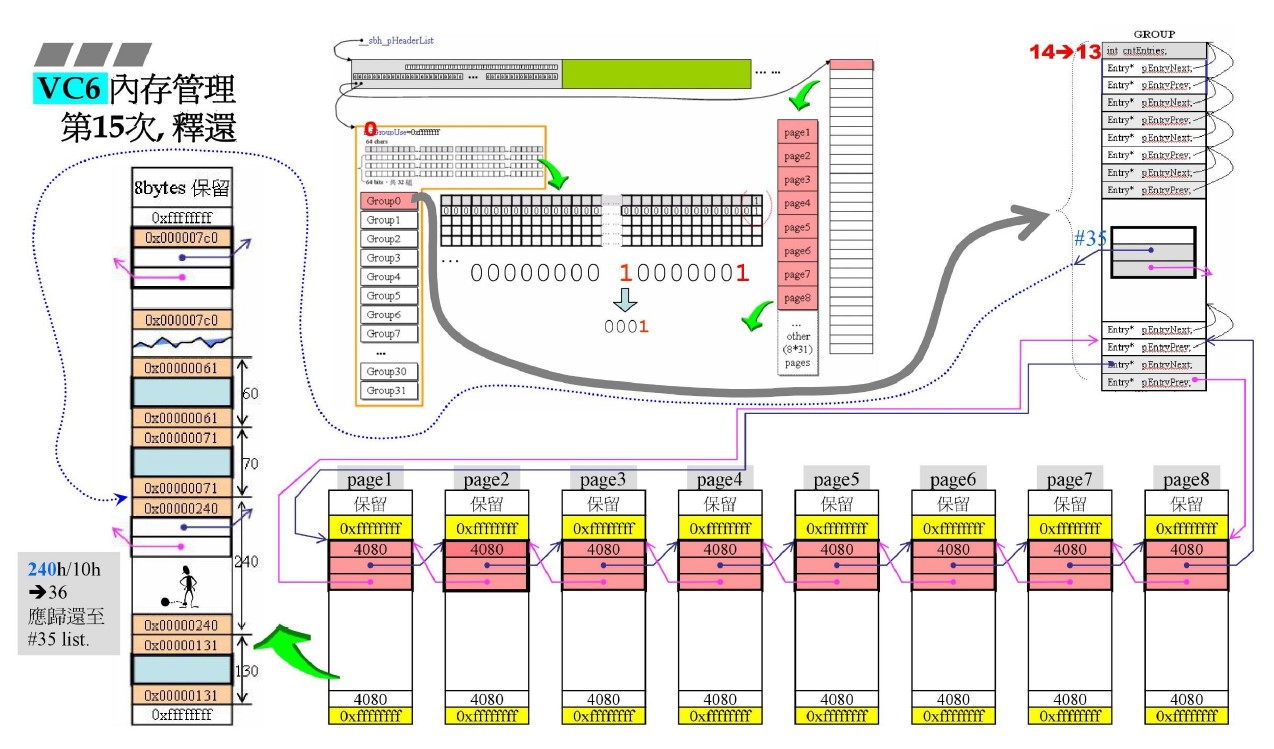 VC6 內存管理
第15次, 釋還
8bytes 保留
0xffffffff
0x000007c0
0x000007c0
0x00000061
60
0x00000061
0x00000071
70
0x00000071
0x00000240
240
0x00000240
0x00000131
130
0x00000131
0xffffffff
240h/10h
➔36
應歸還至
#35 list.
__sbh_pHeaderList
... ...
0
GroupUse=0xffffffff
64 chars
64 bits,共 32 組
Group0
Group1
Group2
Group3
Group4
Group5
Group6
Group7
...
Group30
Group31
...
00000000 1 0000001
0001
page1
page2
page3
page4
page5
page6
page7
page8
...
other
(8*31)
pages
GROUP
14➔13
int cntEntries;
Entry* pEntryNext;
Entry* pEntryPrev;
Entry* pEntryNext;
Entry* pEntryPrev;
Entry* pEntryNext;
Entry* pEntryPrev;
Entry* pEntryNext;
Entry* pEntryPrev;
#35
Entry* pEntryNext;
Entry* pEntryPrev;
Entry* pEntryNext;
Entry* pEntryPrev;
page1 page2 page3 page4 page5 page6 page7 page8
保留 保留 保留 保留 保留 保留 保留 保留
0xffffffff 0xffffffff 0xffffffff 0xffffffff 0xffffffff 0xffffffff 0xffffffff 0xffffffff
4080 4080 4080 4080 4080 4080 4080 4080
4080 4080 4080 4080 4080 4080 4080 4080
0xffffffff 0xffffffff 0xffffffff 0xffffffff 0xffffffff 0xffffffff 0xffffffff 0xffffffff